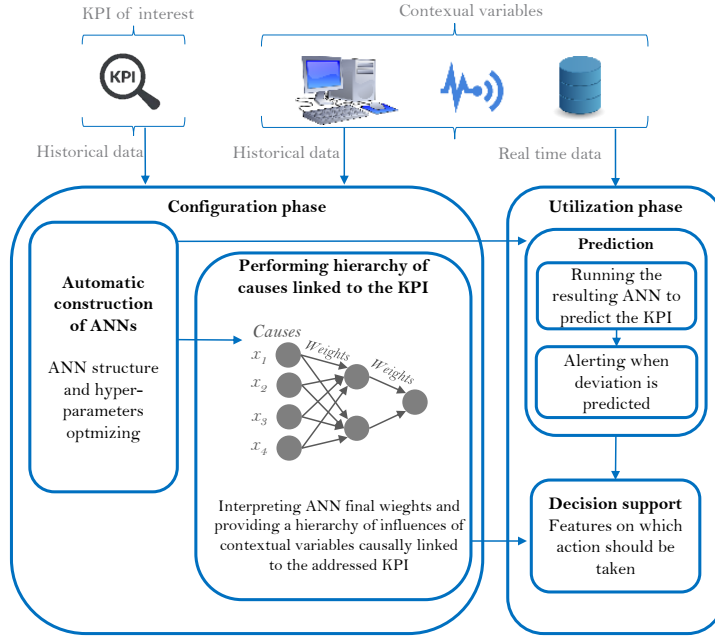 KPI of interest
Contexual variables
KPI
Historical data
Historical data
Real time data
Configuration phase
Utilization phase
Automatic
construction
of ANNs
ANN structure
and hyper-
parameters
optmizing
Performing hierarchy of
causes linked to the KPI
Causes
Weights
Weights
x1
x2
x3
x4
Interpreting ANN final wieghts and
providing a hierarchy of influences of
contextual variables causally linked
to the addressed KPI
Prediction
Running the
resulting ANN to
predict the KPI
Alerting when
deviation is
predicted
Decision support
Features on which
action should be
taken